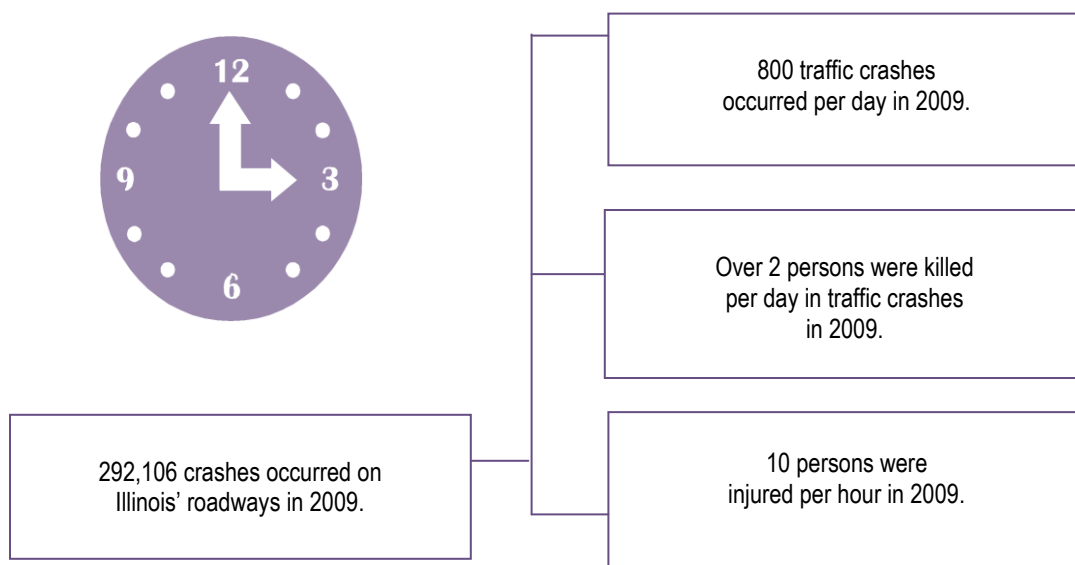 12
9
3
6
800 traffic crashes
occurred per day in 2009.
Over 2 persons were killed
per day in traffic crashes
in 2009.
292,106 crashes occurred on
Illinois’ roadways in 2009.
10 persons were
injured per hour in 2009.